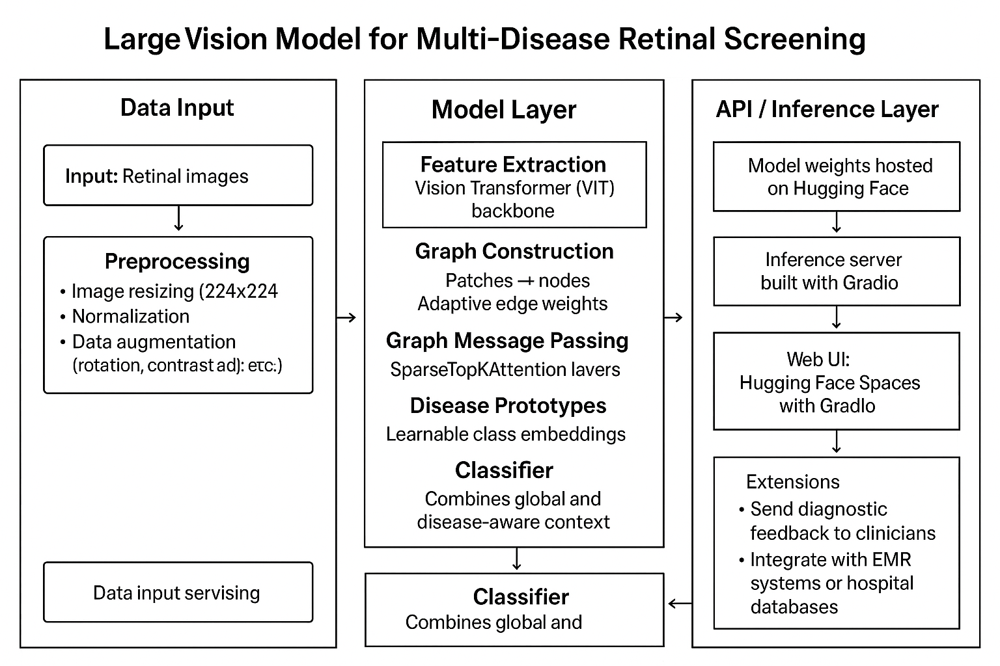 Large Vision Model for Multi-Disease Retinal Screening
Data Input
Input: Retinal images
Preprocessing
• Image resizing (224x224
• Normalization
• Data augmentation
(rotation, contrast ad): etc:)
Data input servising
Model Layer
Feature Extraction
Vision Transformer (VIT)
backbone
Graph Construction
Patches → nodes
Adaptive edge weights
Graph Message Passing
SparseTopKAttention lavers
Disease Prototypes
Learnable class embeddings
Classifier
Combines global and
disease-aware context
Classifier
Combines global and
API / Inference Layer
Model weights hosted
on Hugging Face
Inference server
built with Gradio
Web UI:
Hugging Face Spaces
with Gradlo
Extensions
• Send diagnostic
feedback to clinicians
• Integrate with EMR
systems or hospital
databases